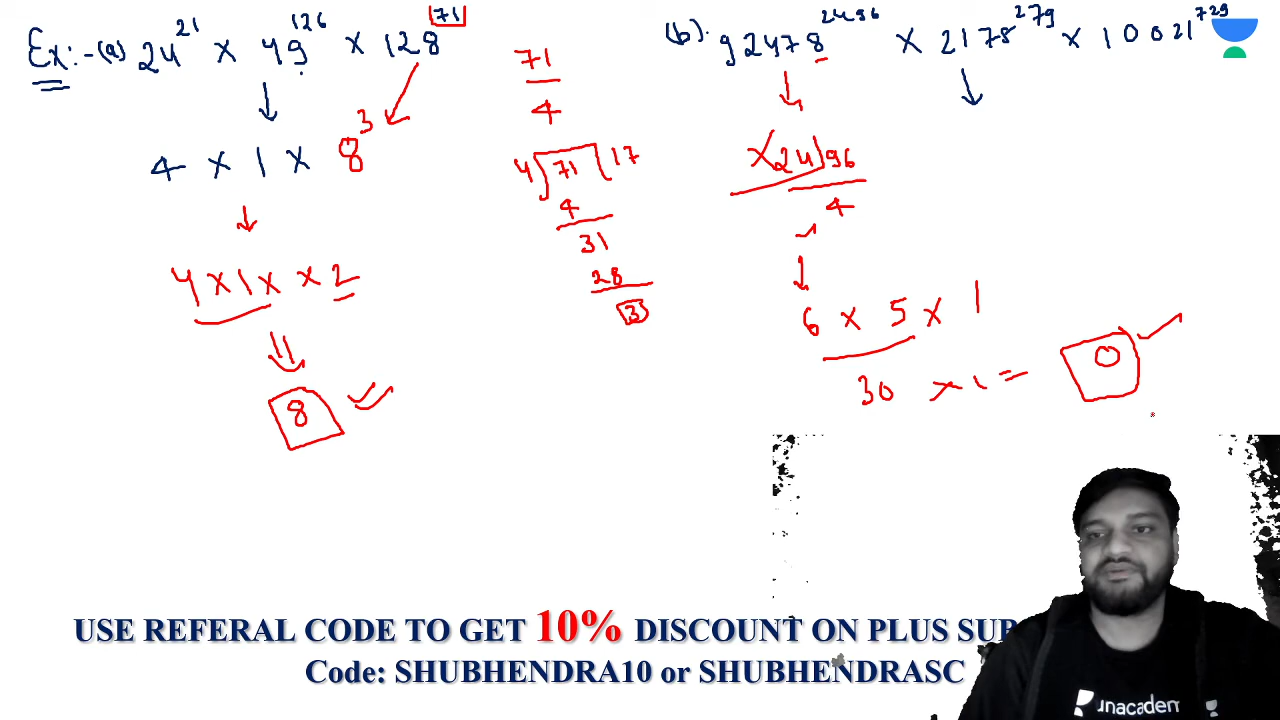 Ex:-(a) 24^21 × 49^126 × 128^71
4 × 1 × 8^3
4 × 1 × × 2
8
71
4
4 71 17
4
31
28
3
(b). 92478^2496 × 2178^279 × 10021^729
×24 96
4
6 × 5 × 1
30 × 1 = 0
USE REFERAL CODE TO GET 10% DISCOUNT ON PLUS
Code: SHUBHENDRA10 or SHUBHENDRASC
unacadem